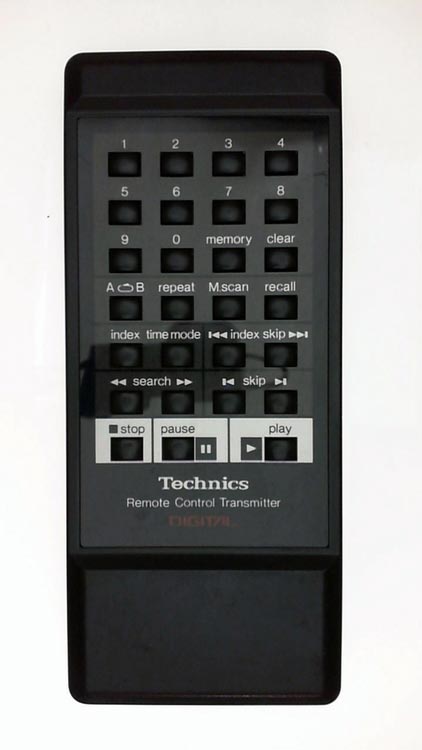 1 2 3 4
5 6 7 8
9 0 memory clear
A B repeat M.scan recall
index time mode index skip
search skip
stop pause play
Technics
Remote Control Transmitter
DIGITAL